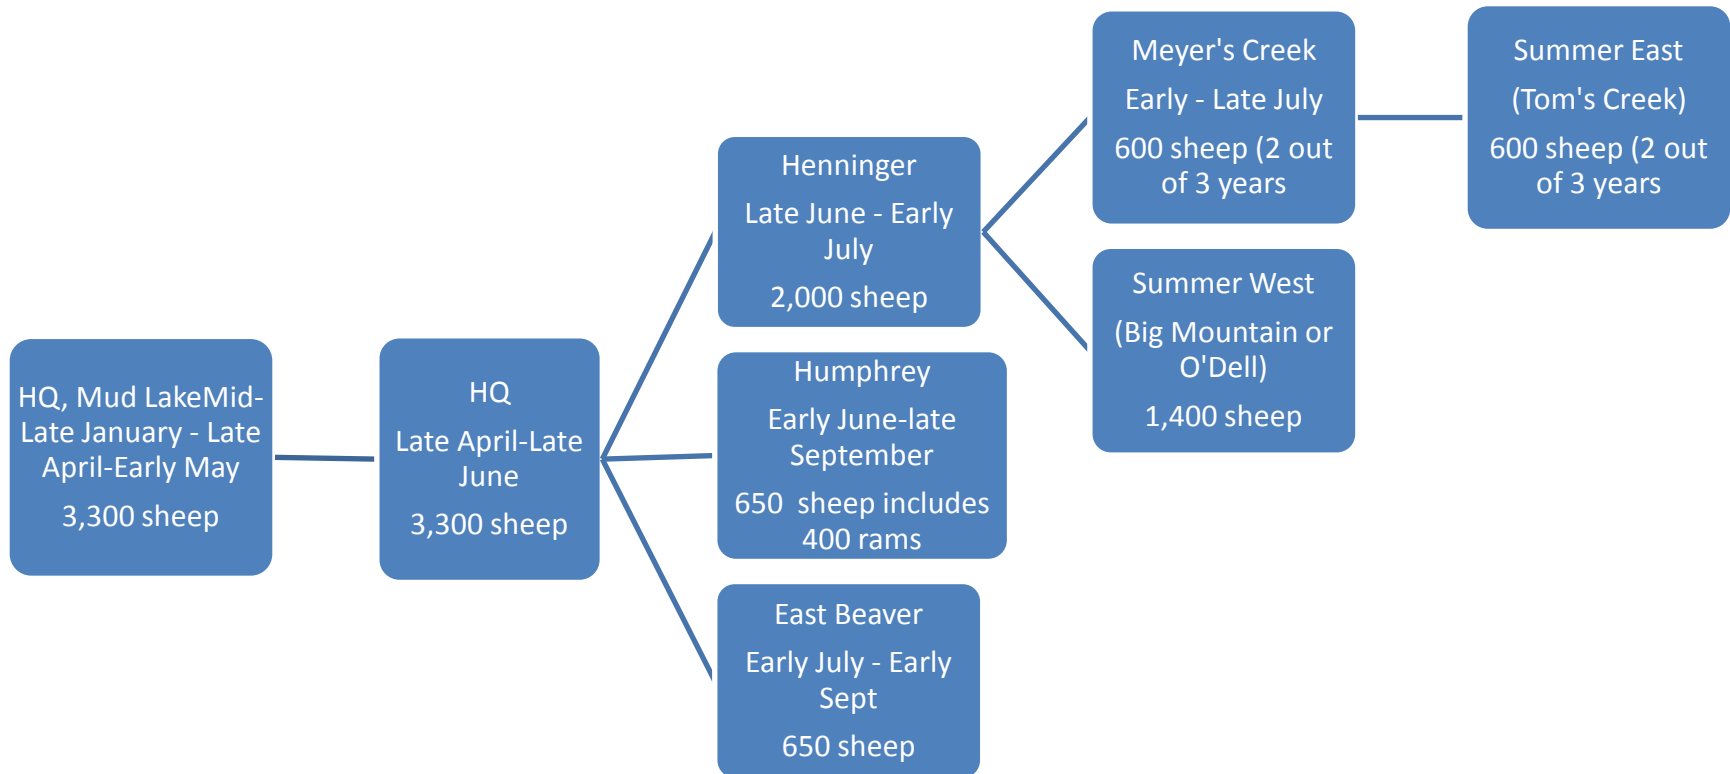 HQ, Mud LakeMid-
Late January - Late
April-Early May
3,300 sheep
HQ
Late April-Late
June
3,300 sheep
Henninger
Late June - Early
July
2,000 sheep
Humphrey
Early June-late
September
650  sheep includes
400 rams
East Beaver
Early July - Early
Sept
650 sheep
Meyer's Creek
Early - Late July
600 sheep (2 out
of 3 years
Summer West
(Big Mountain or
O'Dell)
1,400 sheep
Summer East
(Tom's Creek)
600 sheep (2 out
of 3 years